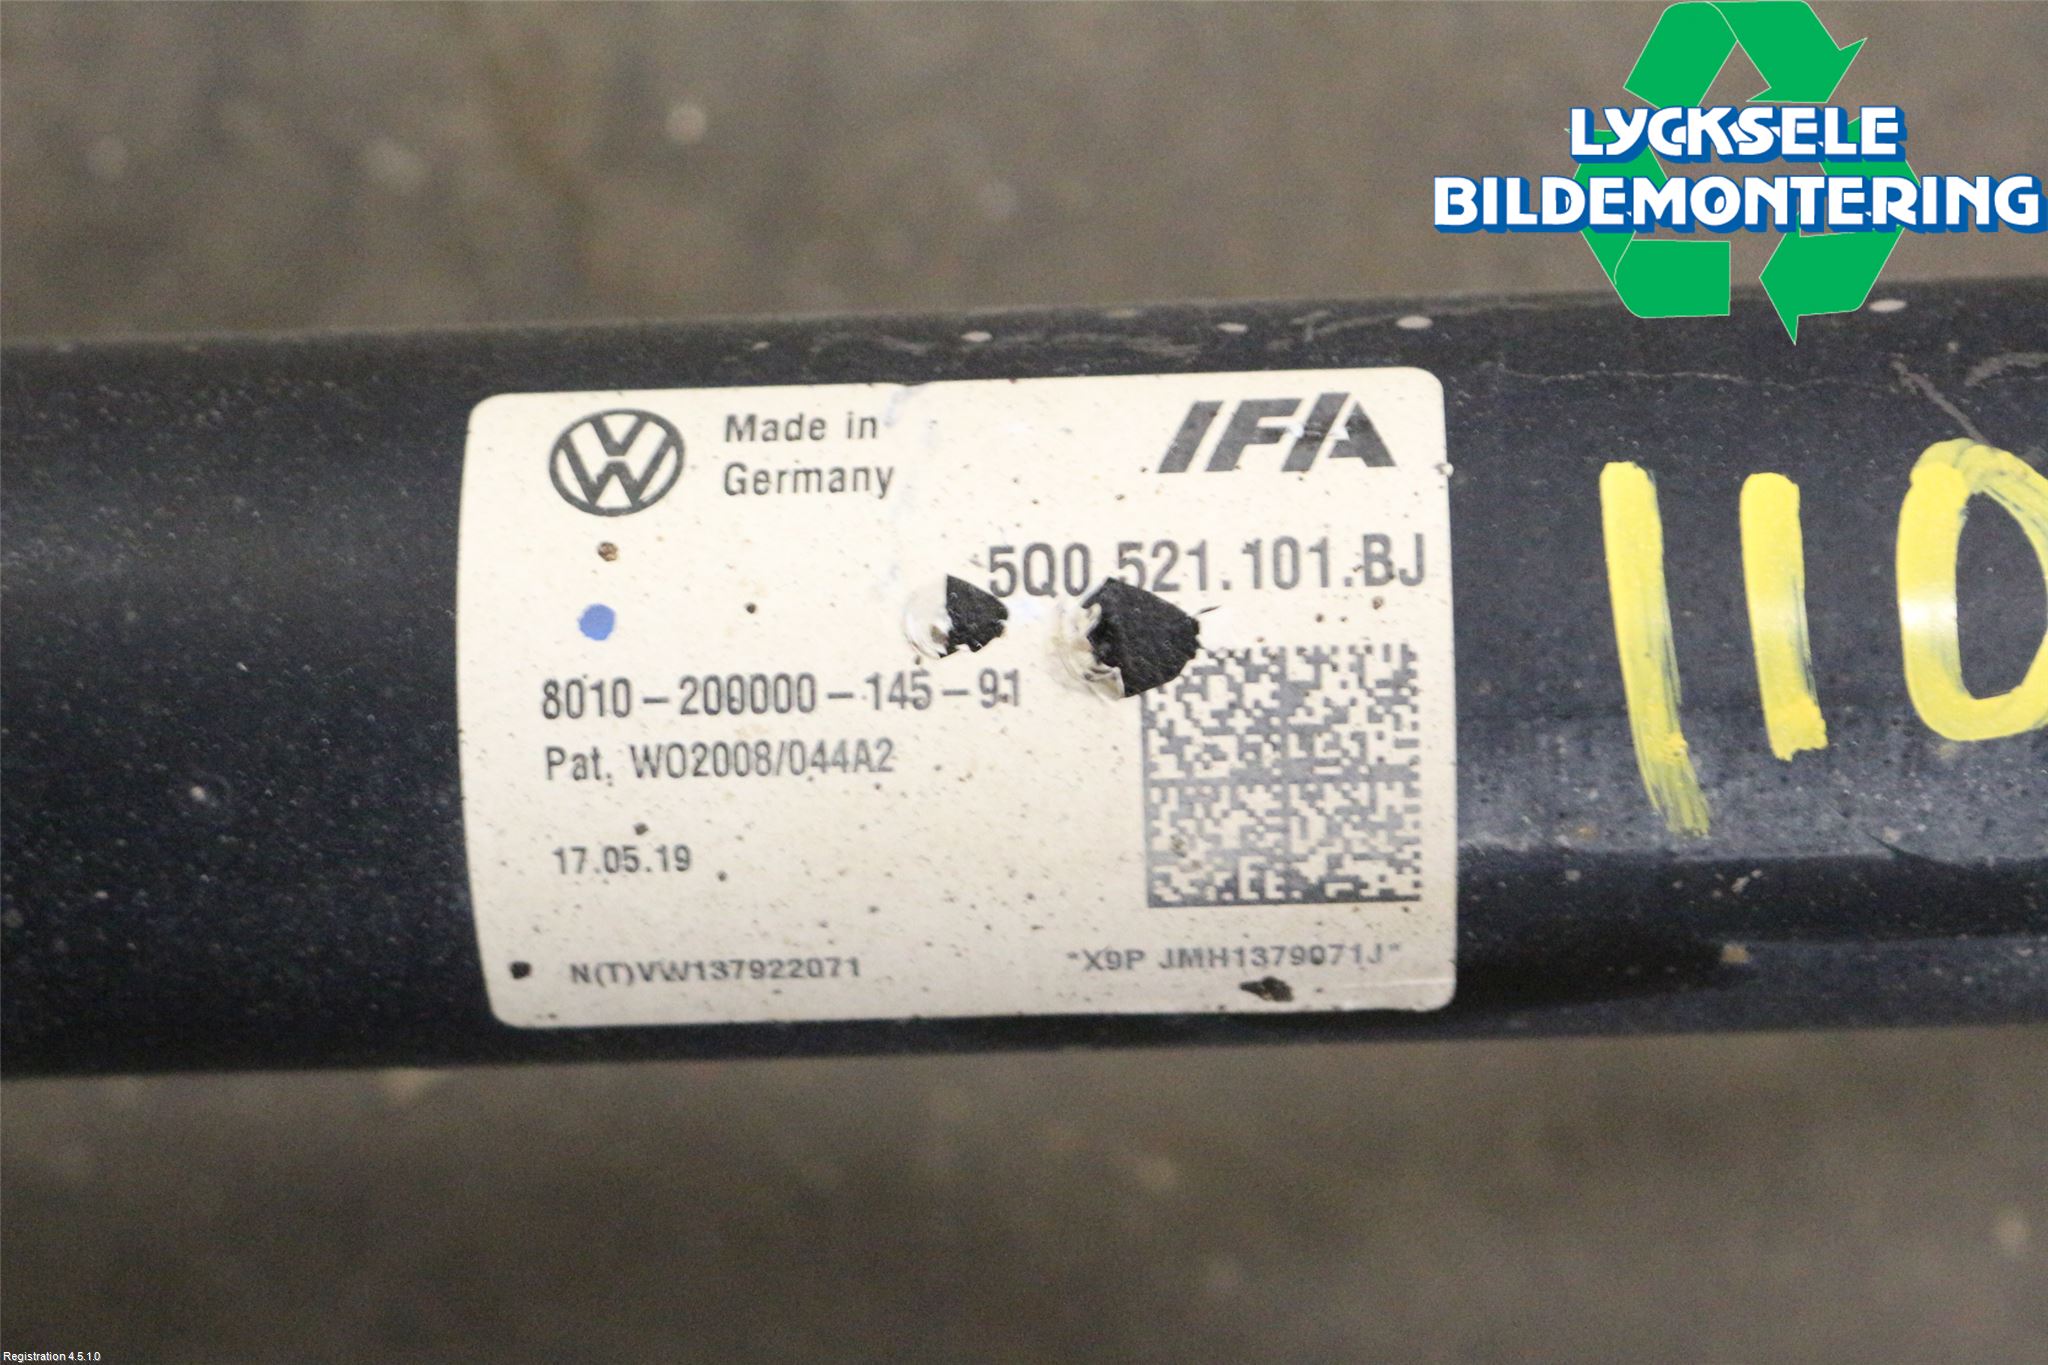 LYCKSELE
BILDEMONTERING
Made in
Germany
IFA
5Q0.521.101.BJ
8010-200000-145-91
Pat. WO2008/044A2
17.05.19
N(T)VW137922071
*X9P JMH1379071J*
110
Registration 4.5.1.0